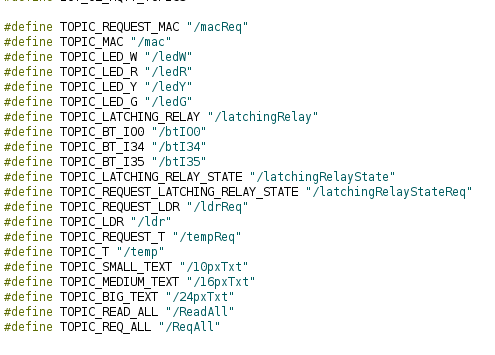 #define TOPIC_REQUEST_MAC "/macReq"
#define TOPIC_MAC "/mac"
#define TOPIC_LED_W "/ledW"
#define TOPIC_LED_R "/ledR"
#define TOPIC_LED_Y "/ledY"
#define TOPIC_LED_G "/ledG"
#define TOPIC_LATCHING_RELAY "/latchingRelay"
#define TOPIC_BT_IO0 "/btIO0"
#define TOPIC_BT_I34 "/btI34"
#define TOPIC_BT_I35 "/btI35"
#define TOPIC_LATCHING_RELAY_STATE "/latchingRelayState"
#define TOPIC_REQUEST_LATCHING_RELAY_STATE "/latchingRelayStateReq"
#define TOPIC_REQUEST_LDR "/ldrReq"
#define TOPIC_LDR "/ldr"
#define TOPIC_REQUEST_T "/tempReq"
#define TOPIC_T "/temp"
#define TOPIC_SMALL_TEXT "/10pxTxt"
#define TOPIC_MEDIUM_TEXT "/16pxTxt"
#define TOPIC_BIG_TEXT "/24pxTxt"
#define TOPIC_READ_ALL "/ReadAll"
#define TOPIC_REQ_ALL "/ReqAll"